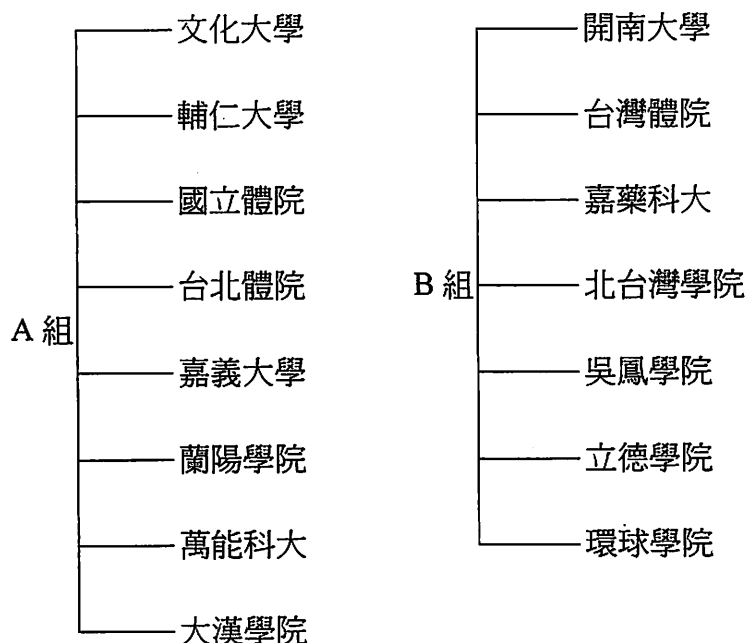 A 組
文化大學
輔仁大學
國立體院
台北體院
嘉義大學
蘭陽學院
萬能科大
大漢學院
B 組
開南大學
台灣體院
嘉藥科大
北台灣學院
吳鳳學院
立德學院
環球學院